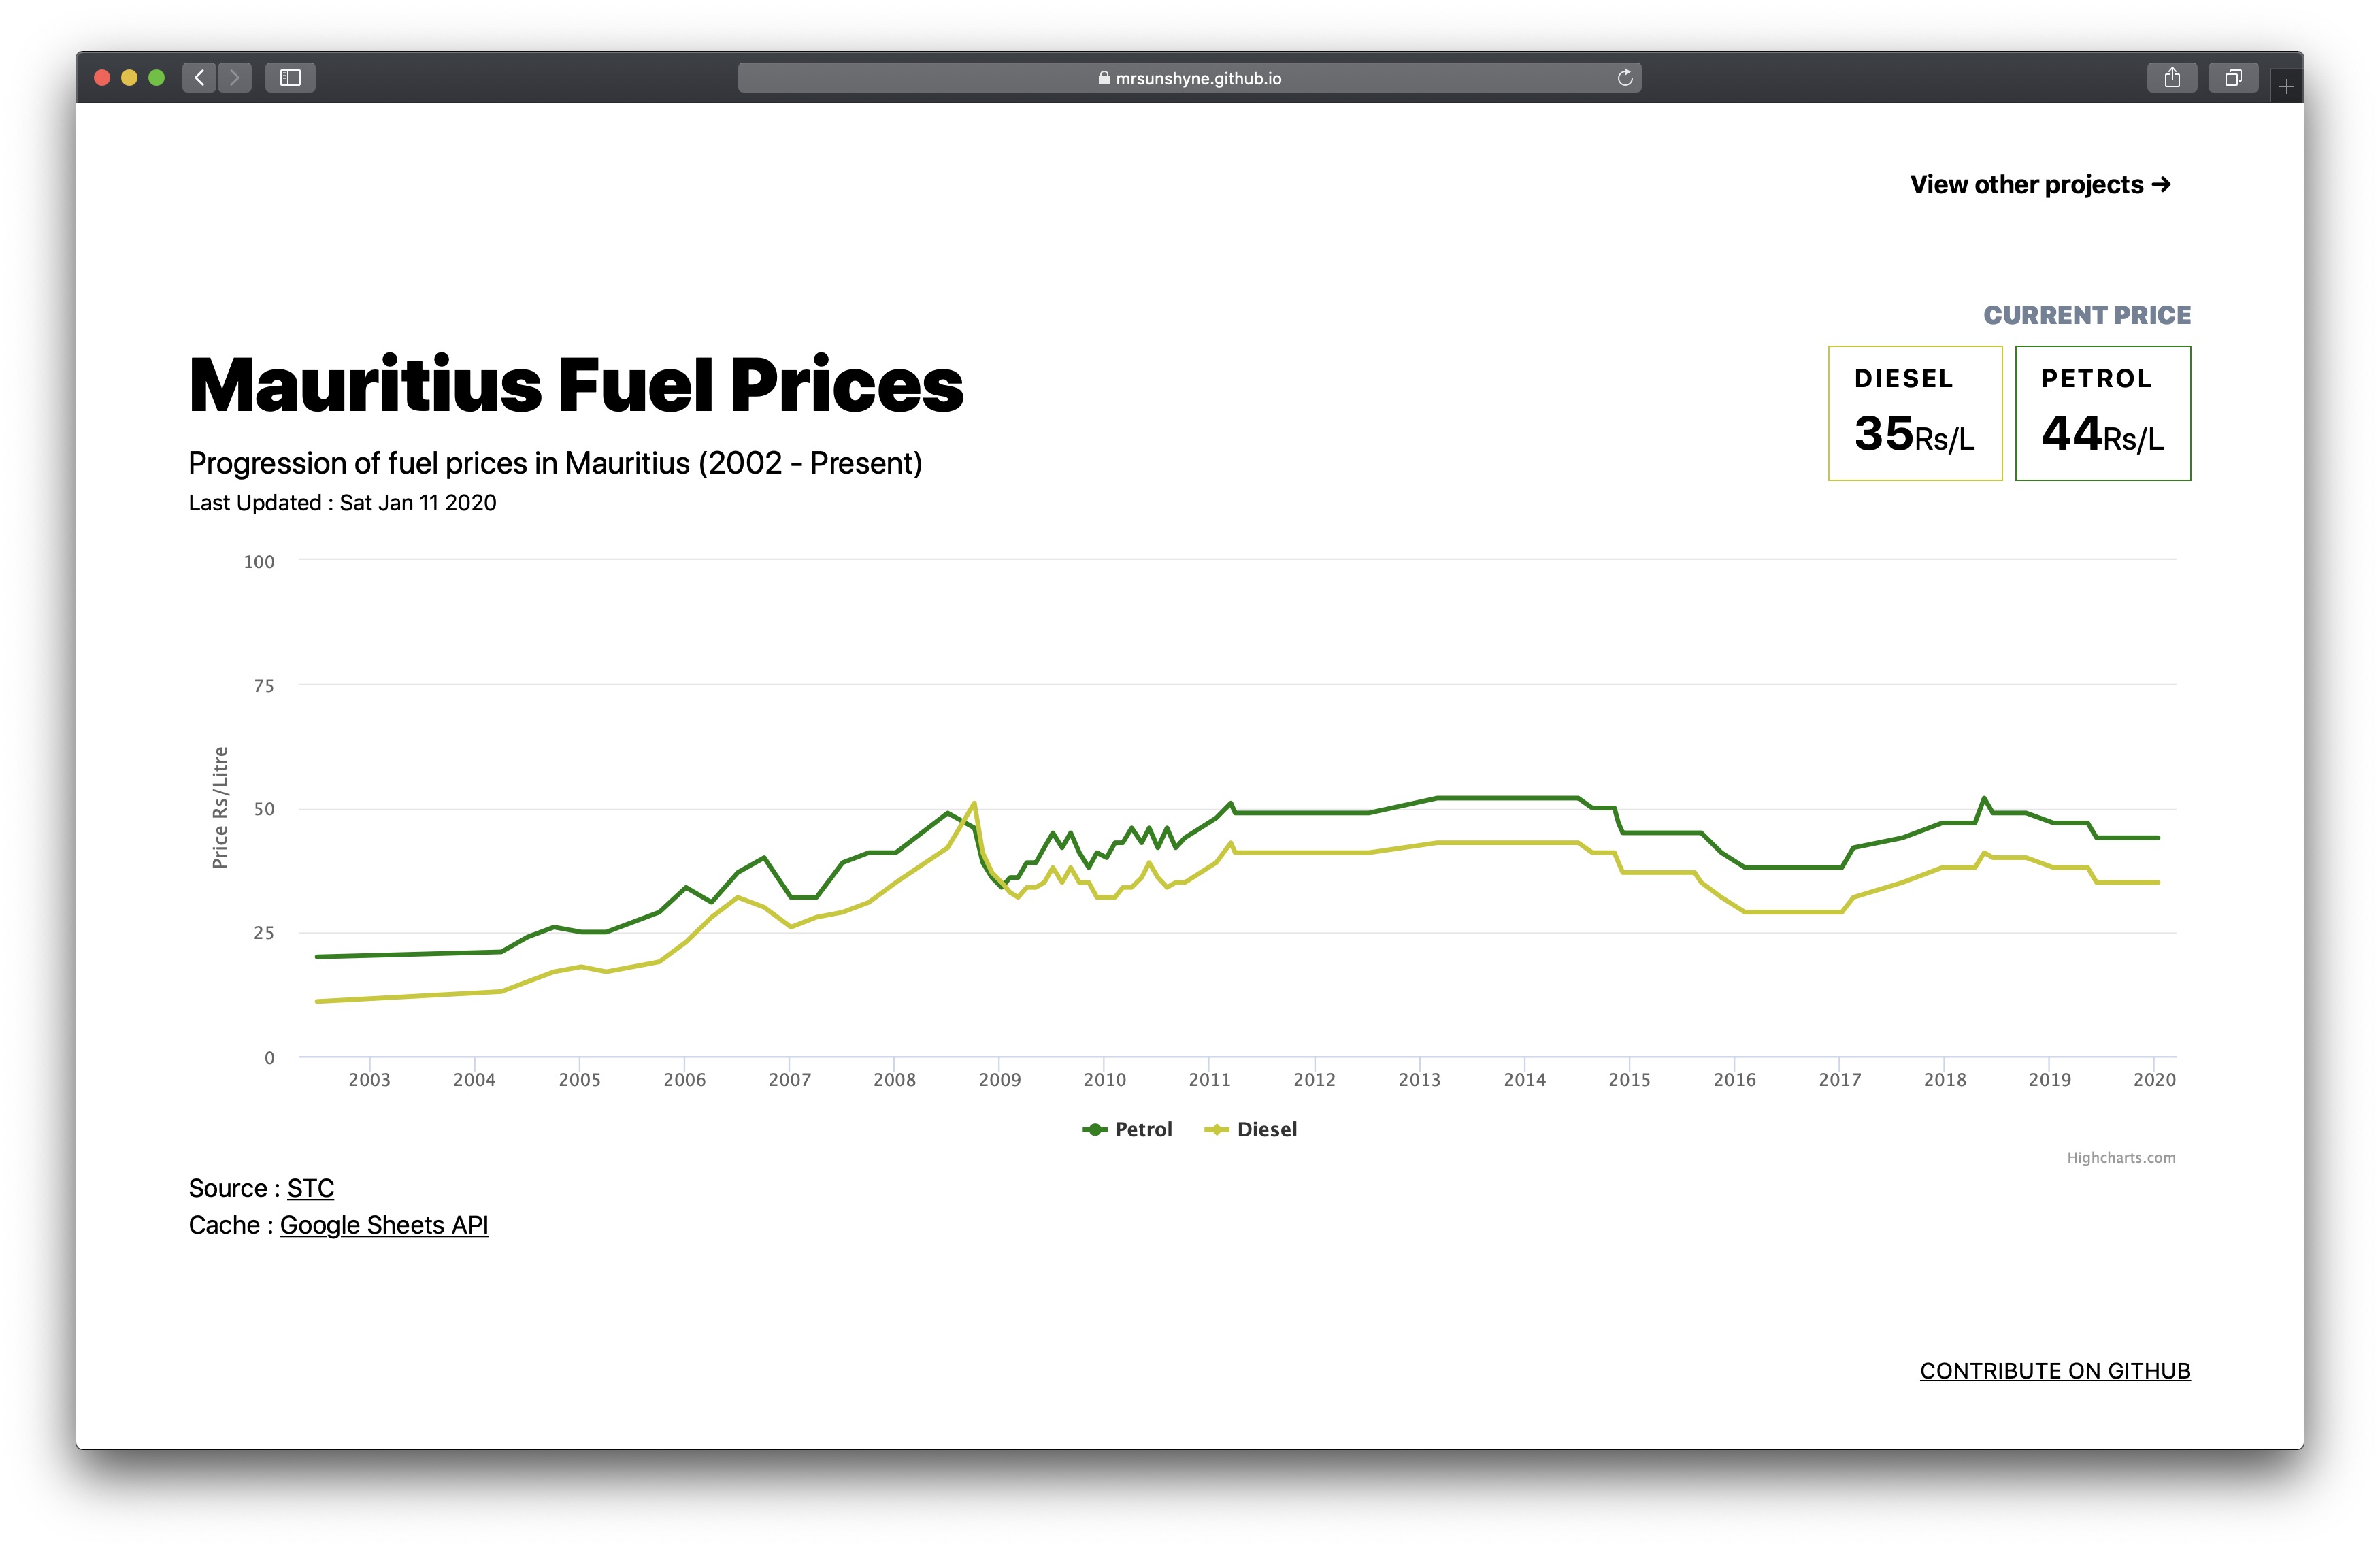 mrsunshyne.github.io
View other projects →
CURRENT PRICE
Mauritius Fuel Prices
DIESEL
35Rs/L
PETROL
44Rs/L
Progression of fuel prices in Mauritius (2002 - Present)
Last Updated : Sat Jan 11 2020
Price Rs/Litre
100
75
50
25
0
2003 2004 2005 2006 2007 2008 2009 2010 2011 2012 2013 2014 2015 2016 2017 2018 2019 2020
Petrol Diesel
Highcharts.com
Source : STC
Cache : Google Sheets API
CONTRIBUTE ON GITHUB